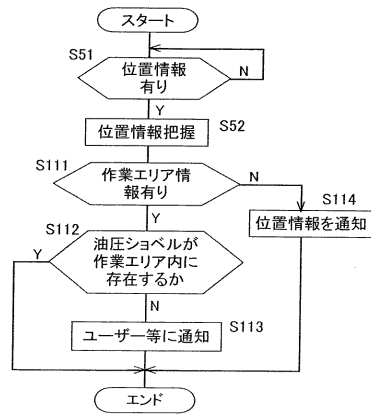 スタート
S51
位置情報
有り
N
Y
位置情報把握
S52
S111
作業エリア情
報有り
N
Y
S114
位置情報を通知
S112
油圧ショベルが
作業エリア内に
存在するか
Y
N
ユーザー等に通知
S113
エンド